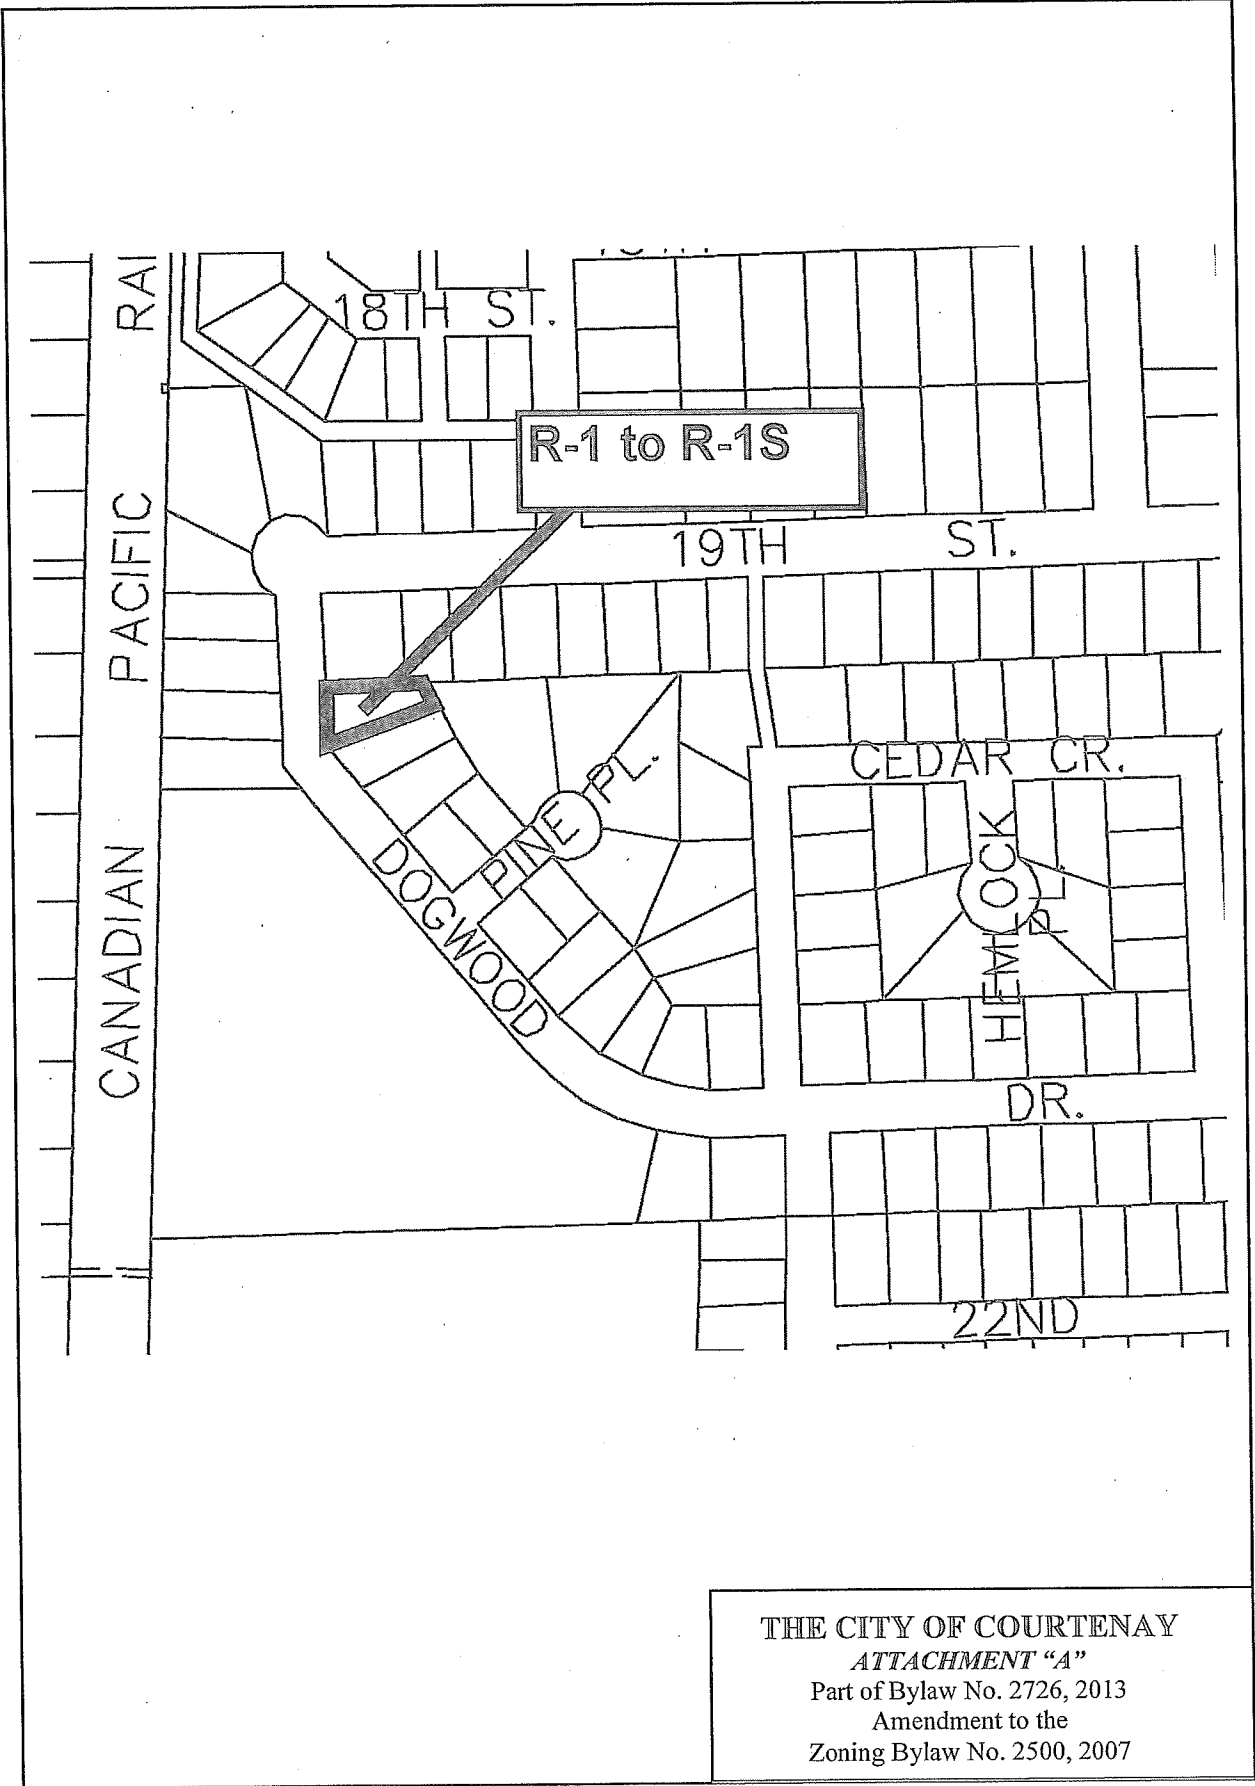 18TH ST.
R-1 to R-1S
19TH ST.
CANADIAN PACIFIC RAI
CEDAR CR.
PINE PL.
HEMLOCK PL.
DOGWOOD DR.
22ND
THE CITY OF COURTENAY
ATTACHMENT “A”
Part of Bylaw No. 2726, 2013
Amendment to the
Zoning Bylaw No. 2500, 2007